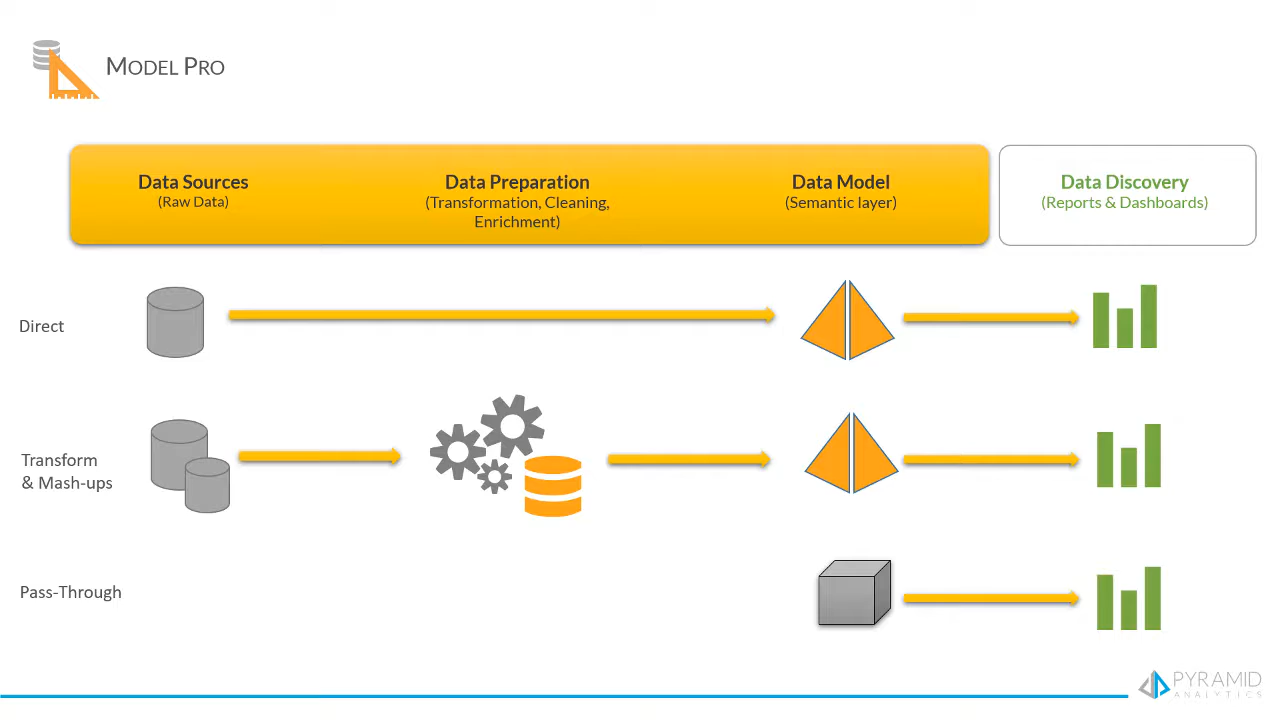 MODEL PRO
Data Sources
(Raw Data)
Data Preparation
(Transformation, Cleaning,
Enrichment)
Data Model
(Semantic layer)
Data Discovery
(Reports & Dashboards)
Direct
Transform
& Mash-ups
Pass-Through
PYRAMID
ANALYTICS